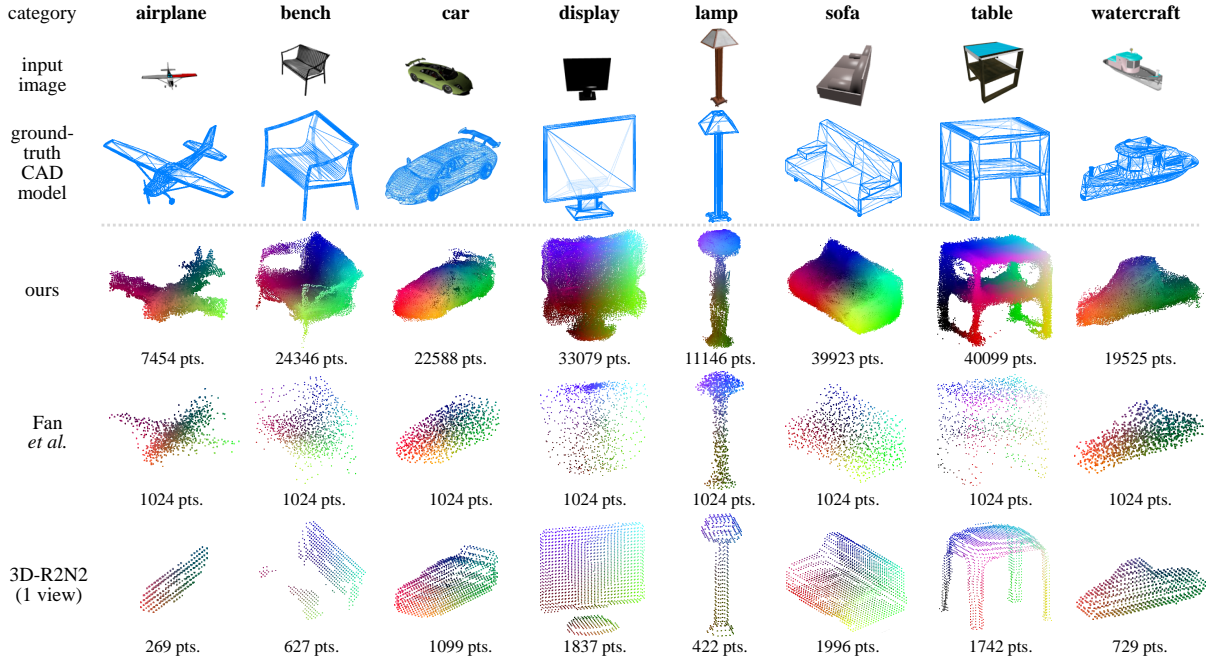 category airplane bench car display lamp sofa table watercraft
input
image
ground-
truth
CAD
model
ours
7454 pts. 24346 pts. 22588 pts. 33079 pts. 11146 pts. 39923 pts. 40099 pts. 19525 pts.
Fan
et al.
1024 pts. 1024 pts. 1024 pts. 1024 pts. 1024 pts. 1024 pts. 1024 pts. 1024 pts.
3D-R2N2
(1 view)
269 pts. 627 pts. 1099 pts. 1837 pts. 422 pts. 1996 pts. 1742 pts. 729 pts.